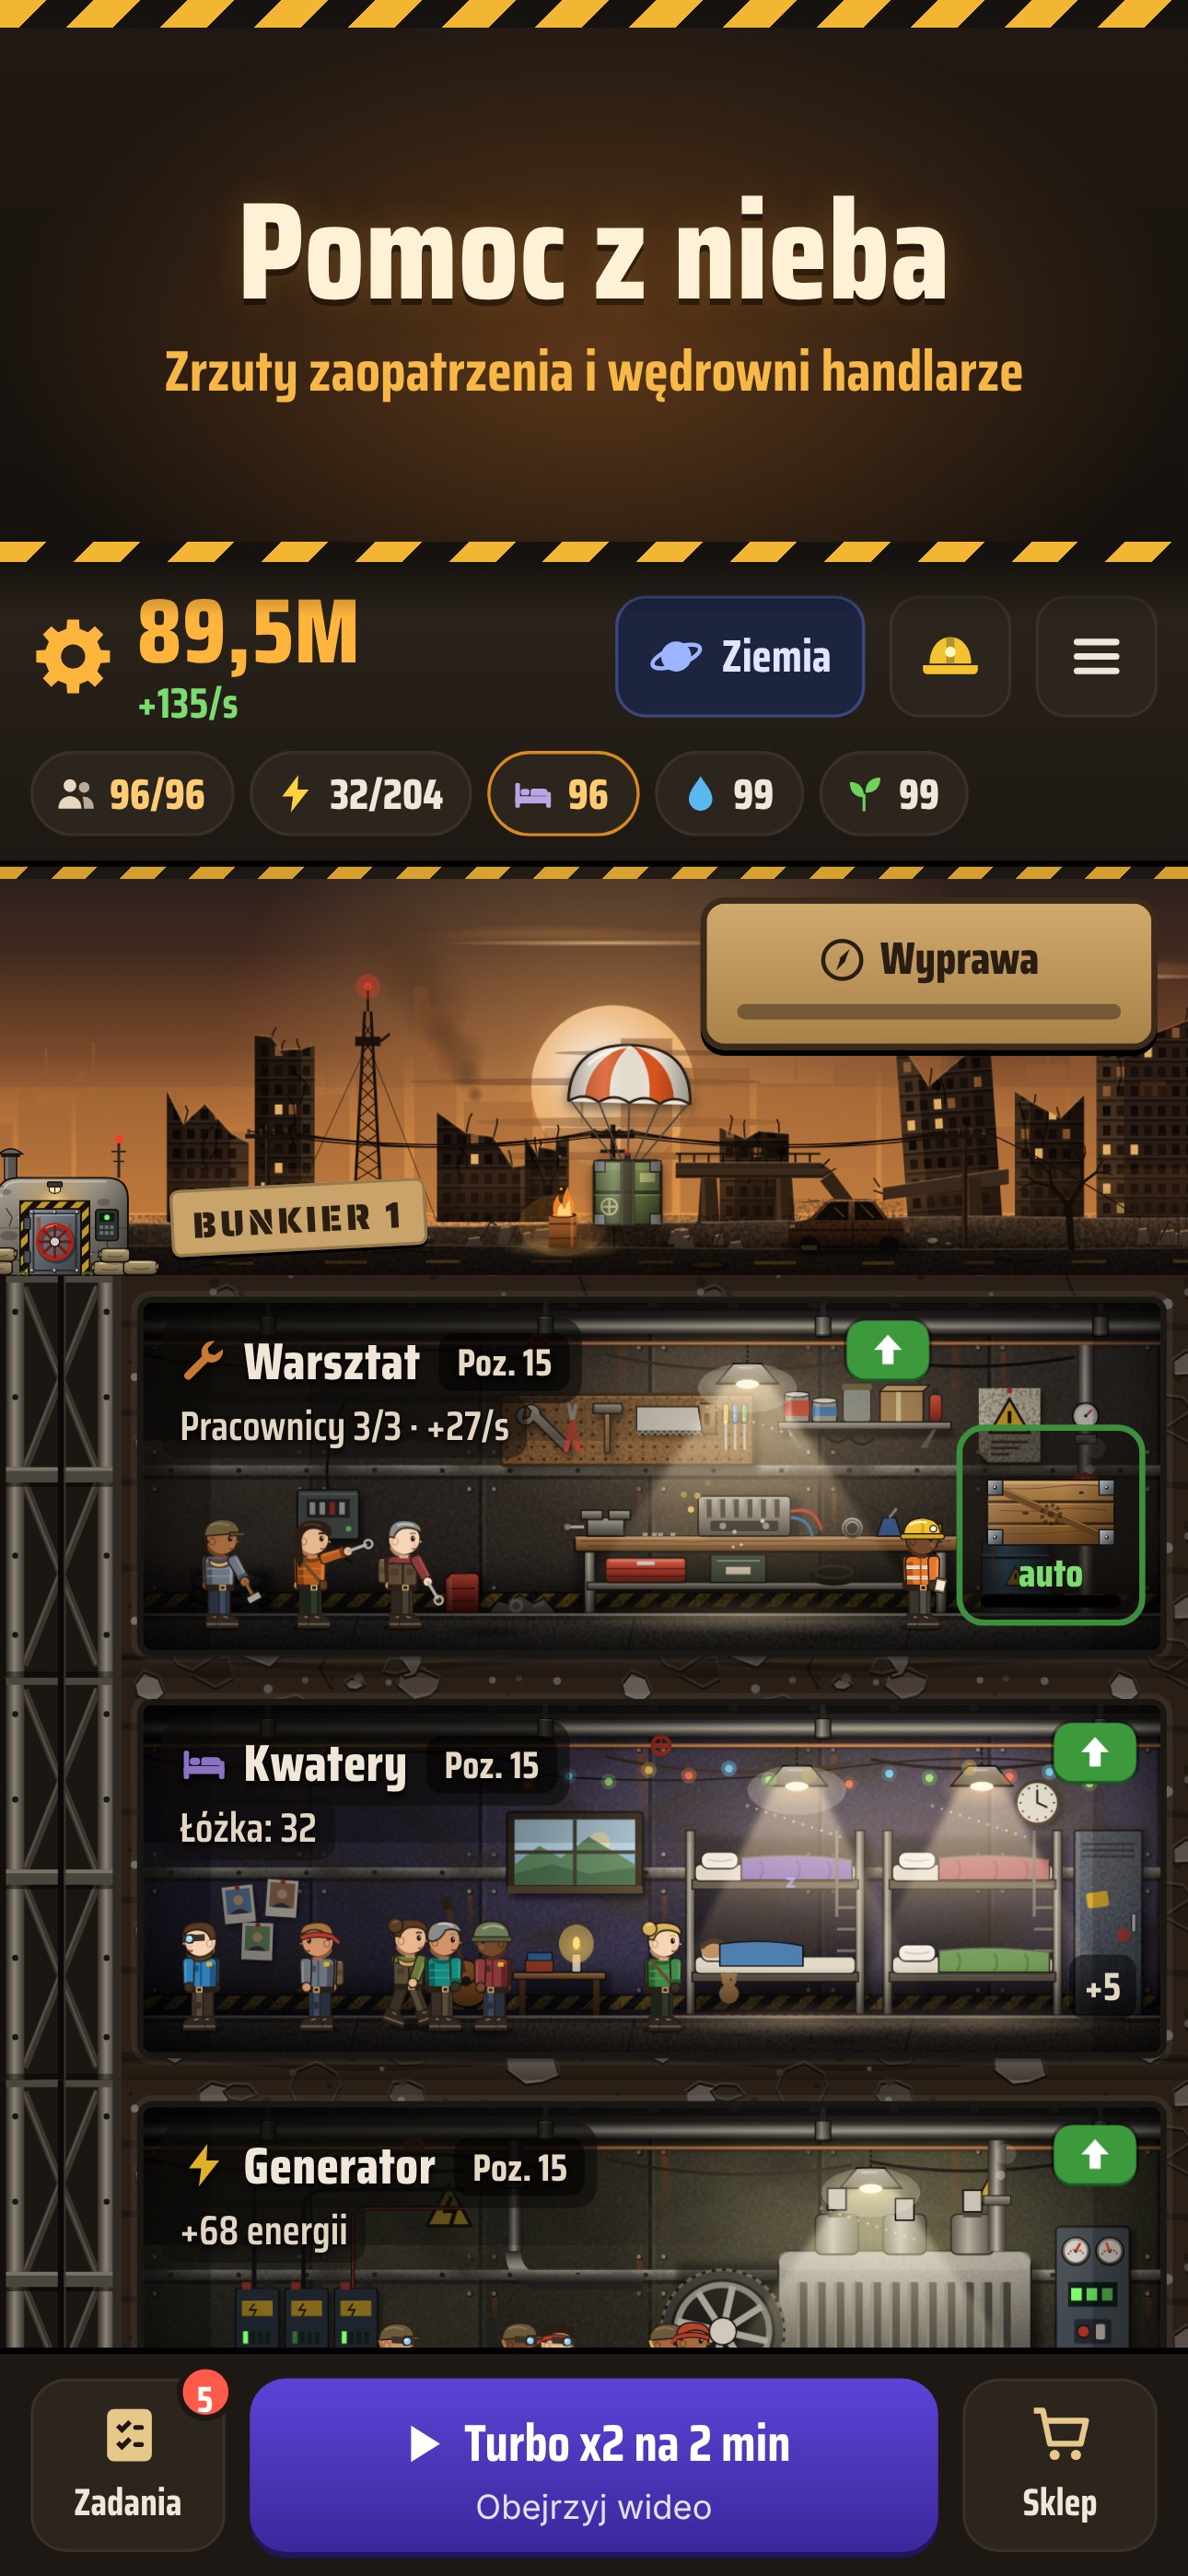 Pomoc z nieba
Zrzuty zaopatrzenia i wędrowni handlarze
89,5M
+135/s
Ziemia
96/96
32/204
96
99
99
Wyprawa
BUNKIER 1
Warsztat
Poz. 15
Pracownicy 3/3 · +27/s
auto
Kwatery
Poz. 15
Łóżka: 32
z
+5
Generator
Poz. 15
+68 energii
5
Zadania
Turbo x2 na 2 min
Obejrzyj wideo
Sklep